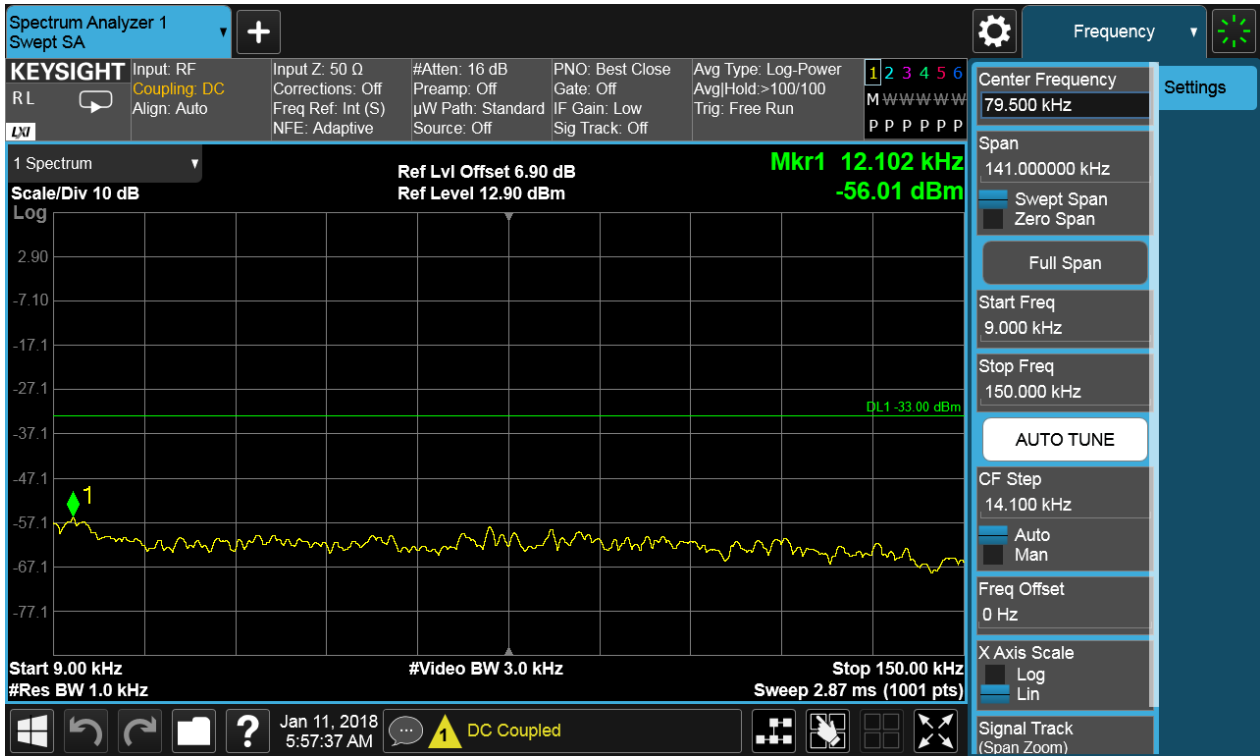 Spectrum Analyzer 1
Swept SA
+
Frequency
KEYSIGHT
RL
LXI
Input: RF
Coupling: DC
Align: Auto
Input Z: 50 Ω
Corrections: Off
Freq Ref: Int (S)
NFE: Adaptive
#Atten: 16 dB
Preamp: Off
µW Path: Standard
Source: Off
PNO: Best Close
Gate: Off
IF Gain: Low
Sig Track: Off
Avg Type: Log-Power
Avg|Hold:>100/100
Trig: Free Run
1 2 3 4 5 6
M W W W W W
P P P P P P
1 Spectrum
Scale/Div 10 dB
Log
Ref Lvl Offset 6.90 dB
Ref Level 12.90 dBm
Mkr1 12.102 kHz
-56.01 dBm
2.90
-7.10
-17.1
-27.1
DL1 -33.00 dBm
-37.1
-47.1
1
-57.1
-67.1
-77.1
Start 9.00 kHz
#Video BW 3.0 kHz
Stop 150.00 kHz
#Res BW 1.0 kHz
Sweep 2.87 ms (1001 pts)
Center Frequency
79.500 kHz
Settings
Span
141.000000 kHz
Swept Span
Zero Span
Full Span
Start Freq
9.000 kHz
Stop Freq
150.000 kHz
AUTO TUNE
CF Step
14.100 kHz
Auto
Man
Freq Offset
0 Hz
X Axis Scale
Log
Lin
Signal Track
(Span Zoom)
?
Jan 11, 2018
5:57:37 AM
1
DC Coupled